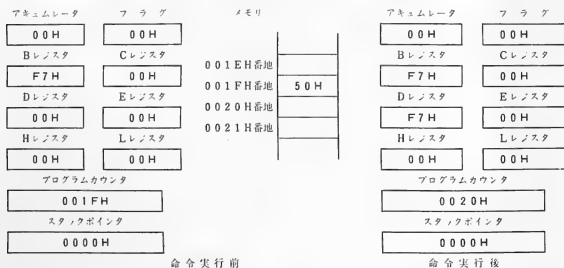 アキュムレータ フラグ
00H 00H
Bレジスタ Cレジスタ
F7H 00H
Dレジスタ Eレジスタ
00H 00H
Hレジスタ Lレジスタ
00H 00H
プログラムカウンタ
001FH
スタックポインタ
0000H
命令実行前
メモリ
001EH番地
001FH番地 50H
0020H番地
0021H番地
アキュムレータ フラグ
00H 00H
Bレジスタ Cレジスタ
F7H 00H
Dレジスタ Eレジスタ
F7H 00H
Hレジスタ Lレジスタ
00H 00H
プログラムカウンタ
0020H
スタックポインタ
0000H
命令実行後